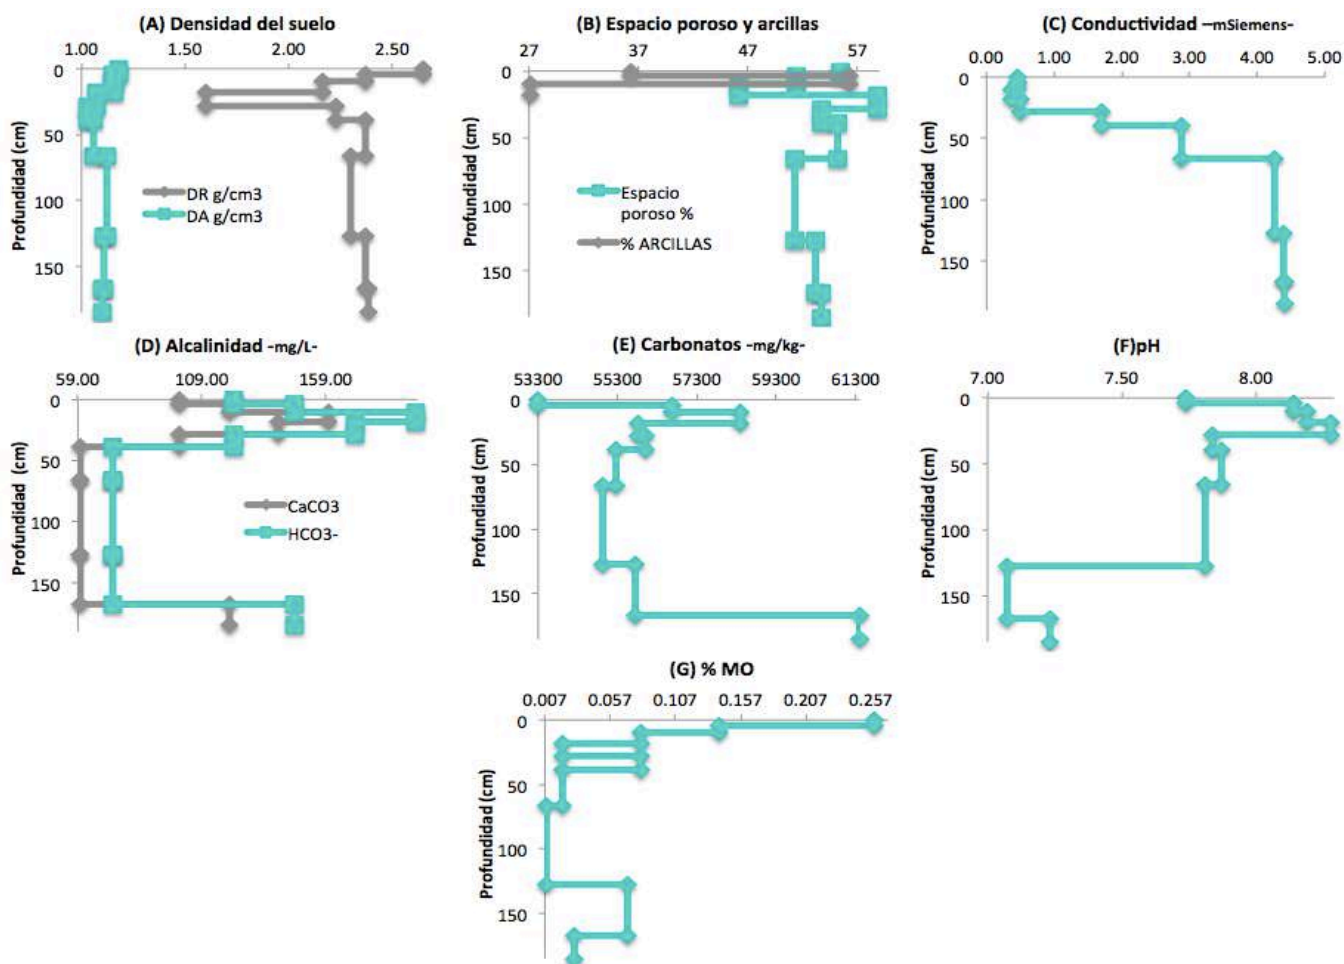 (A) Densidad del suelo
1.00 1.50 2.00 2.50
0
50
100
150
Profundidad (cm)
DR g/cm3
DA g/cm3
(B) Espacio poroso y arcillas
27 37 47 57
0
50
100
150
Profundidad (cm)
Espacio
poroso %
% ARCILLAS
(C) Conductividad —mSiemens-
0.00 1.00 2.00 3.00 4.00 5.00
0
50
100
150
Profundidad (cm)
(D) Alcalinidad -mg/L-
59.00 109.00 159.00
0
50
100
150
Profundidad (cm)
CaCO3
HCO3-
(E) Carbonatos -mg/kg-
53300 55300 57300 59300 61300
0
50
100
150
Profundidad (cm)
(F)pH
7.00 7.50 8.00
0
50
100
150
Profundidad (cm)
(G) % MO
0.007 0.057 0.107 0.157 0.207 0.257
0
50
100
150
Profundidad (cm)